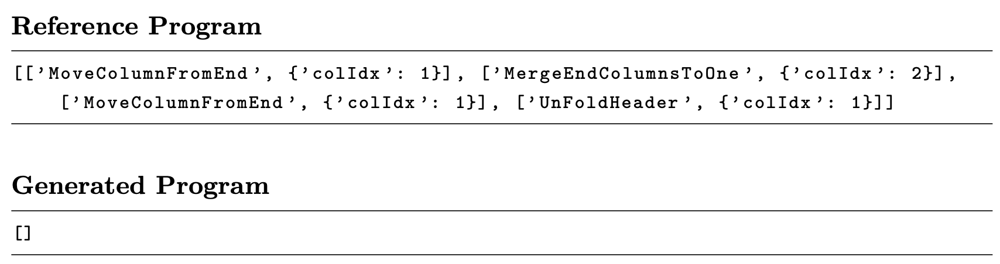 Reference Program
[['MoveColumnFromEnd', {'colIdx': 1}], ['MergeEndColumnsToOne', {'colIdx': 2}],
['MoveColumnFromEnd', {'colIdx': 1}], ['UnFoldHeader', {'colIdx': 1}]]
Generated Program
[]